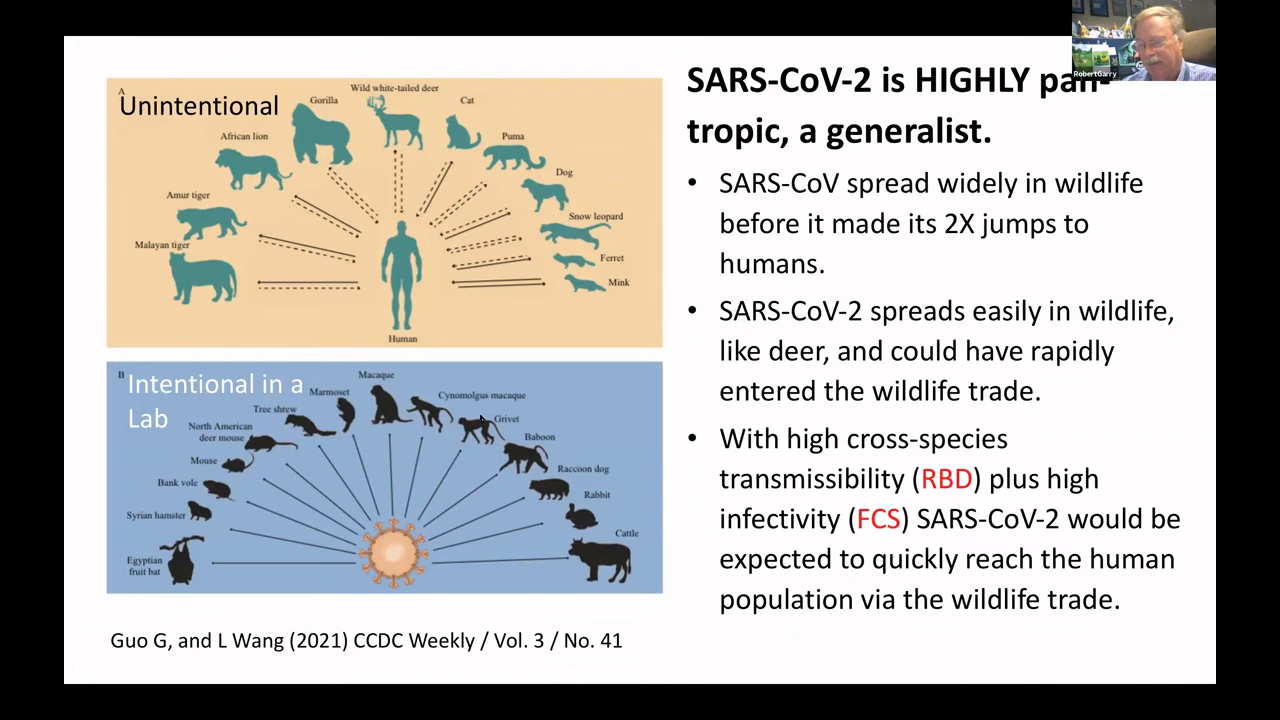 RobertGarry
SARS-CoV-2 is HIGHLY pan-
tropic, a generalist.
• SARS-CoV spread widely in wildlife
before it made its 2X jumps to
humans.
• SARS-CoV-2 spreads easily in wildlife,
like deer, and could have rapidly
entered the wildlife trade.
• With high cross-species
transmissibility (RBD) plus high
infectivity (FCS) SARS-CoV-2 would be
expected to quickly reach the human
population via the wildlife trade.
A
Unintentional
Malayan tiger
Amur tiger
African lion
Gorilla
Wild white-tailed deer
Cat
Puma
Dog
Snow leopard
Ferret
Mink
Human
B
Intentional in a
Lab
Egyptian
fruit bat
Syrian hamster
Bank vole
Mouse
North American
deer mouse
Tree shrew
Marmoset
Macaque
Cynomolgus macaque
Grivet
Baboon
Raccoon dog
Rabbit
Cattle
Guo G, and L Wang (2021) CCDC Weekly / Vol. 3 / No. 41